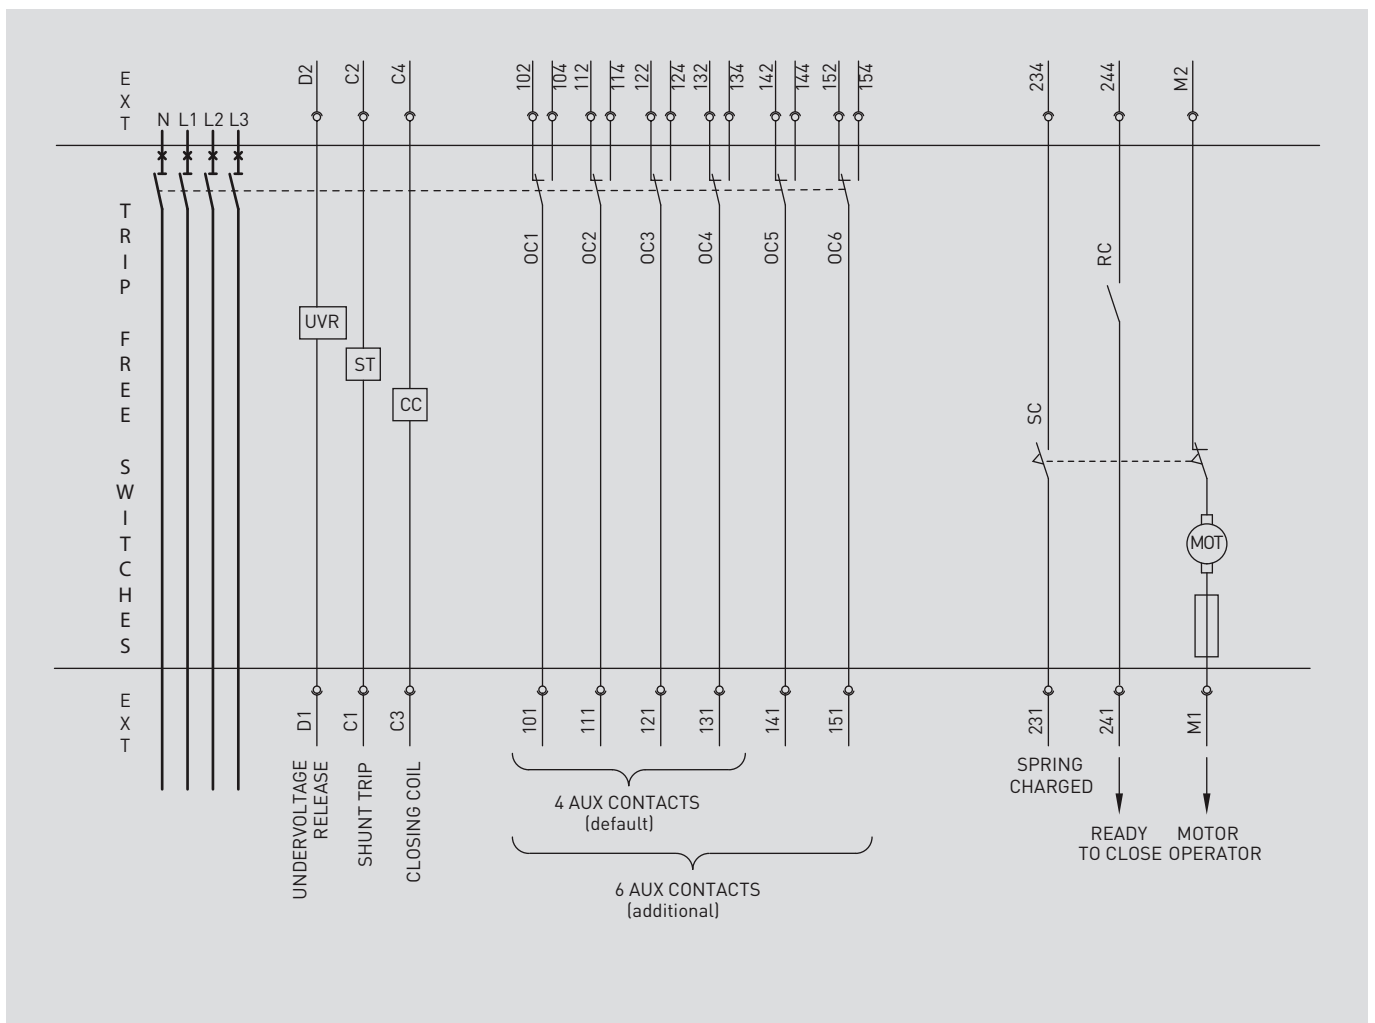 EXT
D2
C2
C4
102
104
112
114
122
124
132
134
142
144
152
154
234
244
M2
N L1 L2 L3
TRIP FREE SWITCHES
OC1
OC2
OC3
OC4
OC5
OC6
RC
UVR
ST
CC
SC
MOT
EXT
D1
C1
C3
101
111
121
131
141
151
231
241
M1
UNDERVOLTAGE
RELEASE
SHUNT TRIP
CLOSING COIL
SPRING
CHARGED
4 AUX CONTACTS
(default)
READY
TO CLOSE
MOTOR
OPERATOR
6 AUX CONTACTS
(additional)